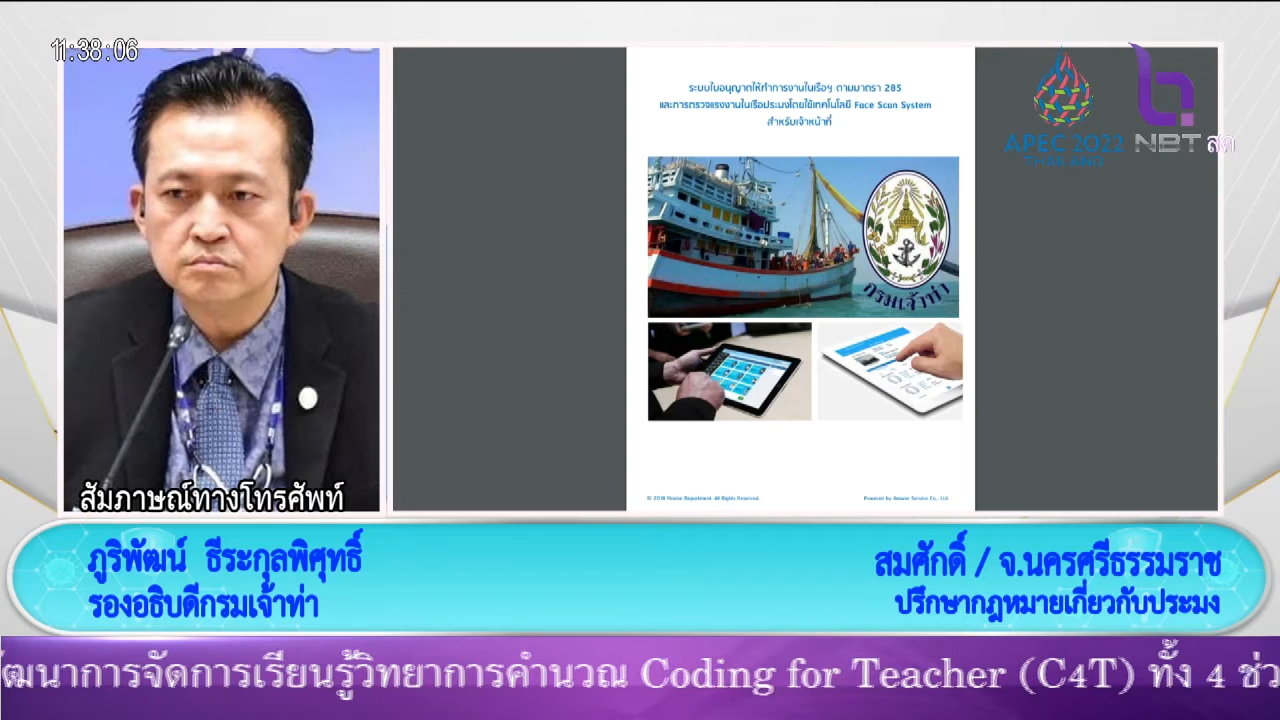 11:38:06
ระบบใบอนุญาตให้ทำการงานในเรือฯ ตามมาตรา 285
และการตรวจแรงงานในเรือประมงโดยใช้เทคโนโลยี Face Scan System
สำหรับเจ้าหน้าที่
APEC 2022
THAILAND
NBT สด
กรมเจ้าท่า
© 2018 Marine Department. All Rights Reserved.
Powered by Answer Service Co., Ltd.
สัมภาษณ์ทางโทรศัพท์
ภูริพัฒน์ ธีระกุลพิศุทธิ์
รองอธิบดีกรมเจ้าท่า
สมศักดิ์ / จ.นครศรีธรรมราช
ปรึกษากฎหมายเกี่ยวกับประมง
ัฒนาการจัดการเรียนรู้วิทยาการคำนวณ Coding for Teacher (C4T) ทั้ง 4 ช่ว